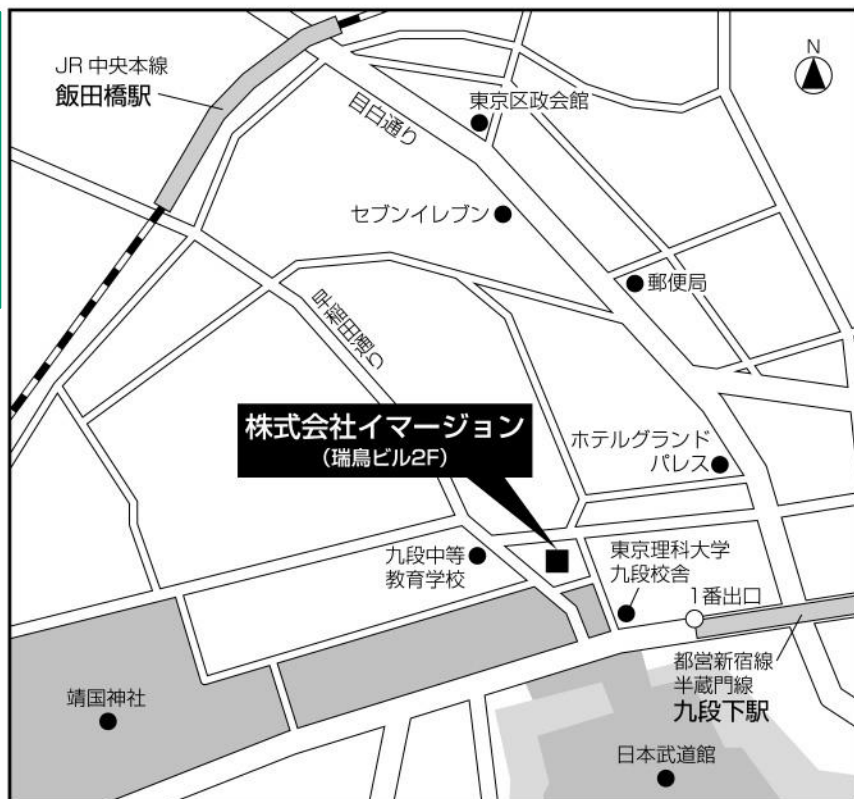 JR 中央本線
飯田橋駅
N
目白通り
東京区政会館
セブンイレブン
郵便局
早稲田通り
株式会社イマージョン
(瑞鳥ビル2F)
ホテルグランド
パレス
九段中等
教育学校
東京理科大学
九段校舎
1番出口
都営新宿線
半蔵門線
九段下駅
靖国神社
日本武道館